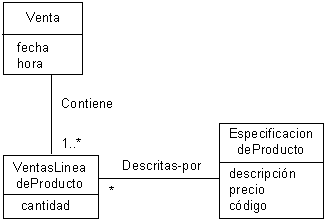 Venta
fecha
hora
Contiene
1..*
VentasLinea
deProducto
cantidad
Descritas-por
*
Especificacion
deProducto
descripción
precio
código